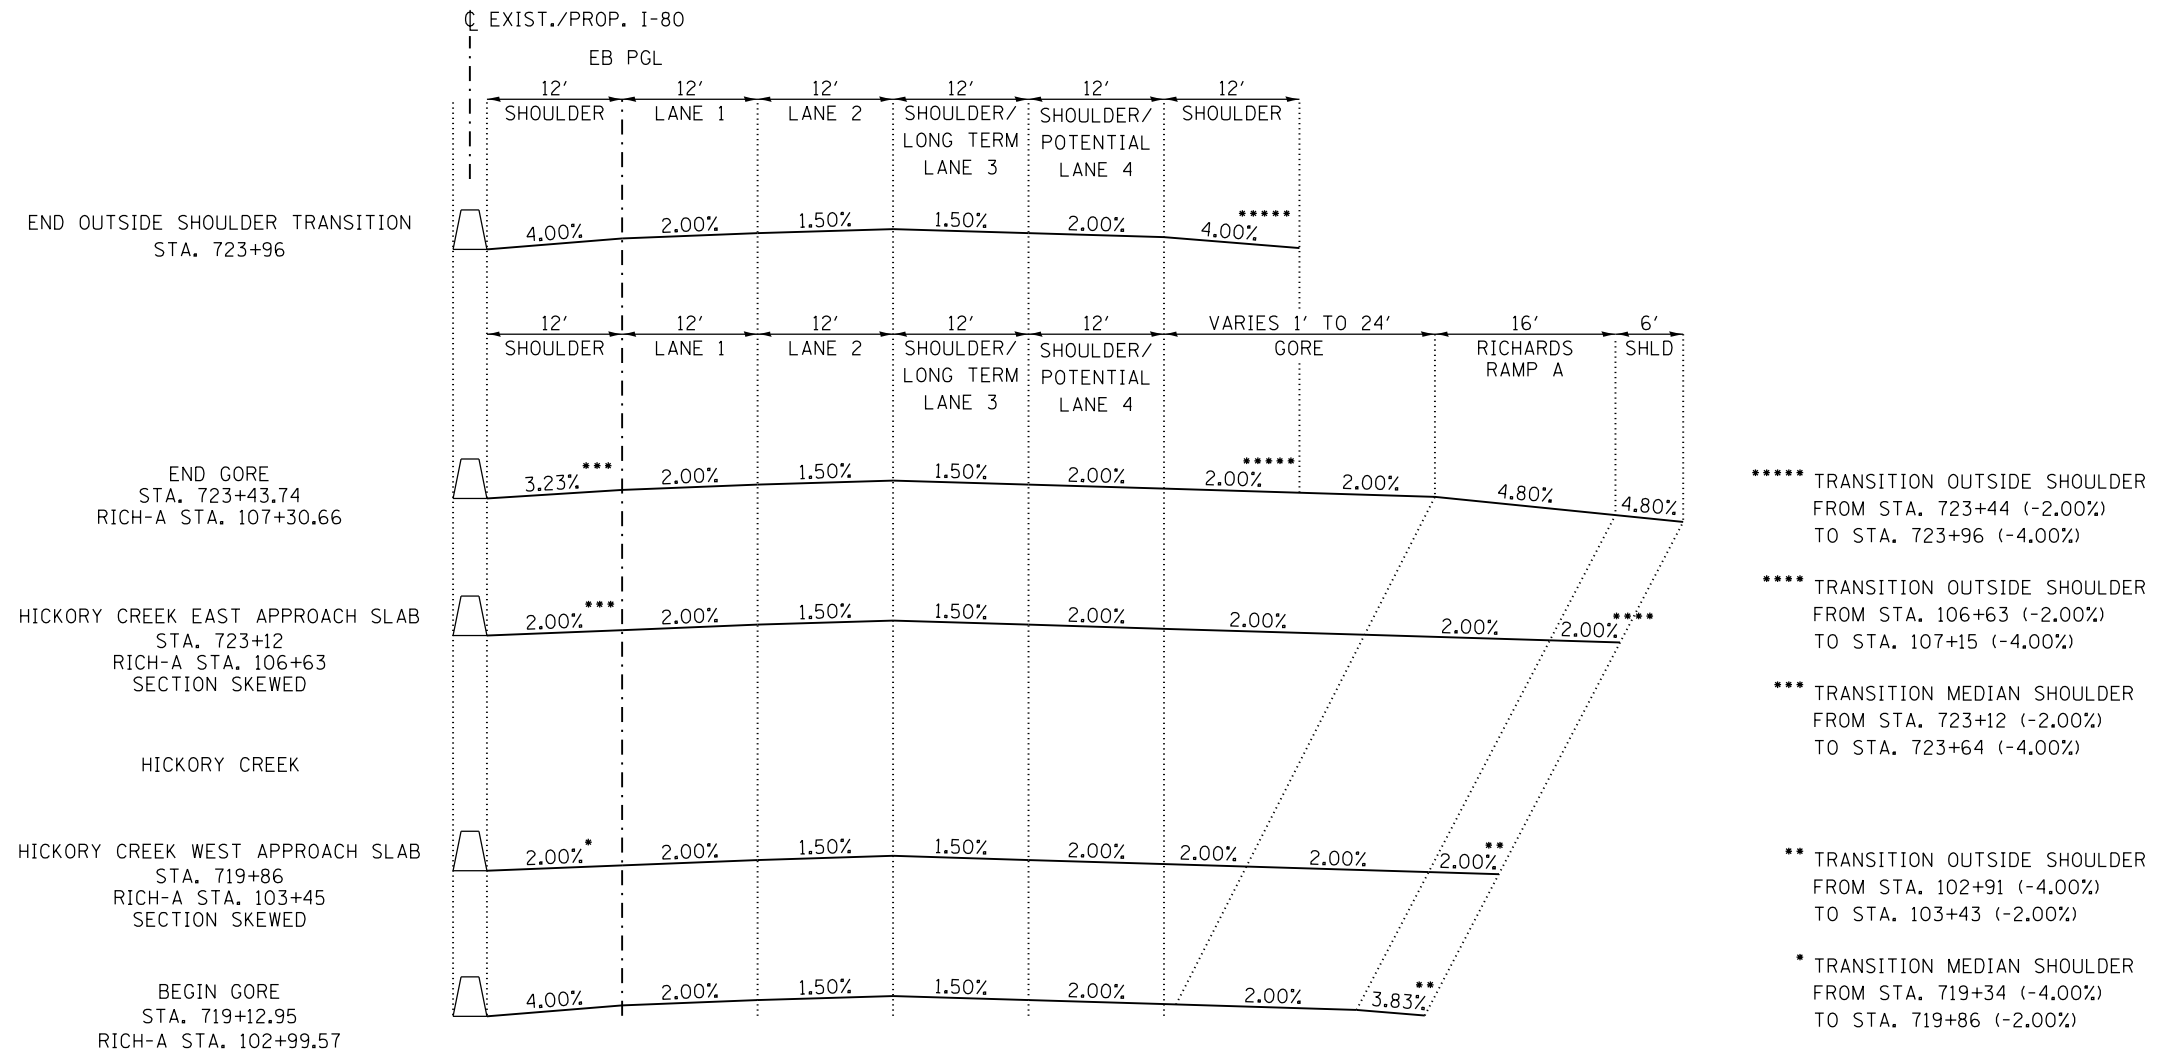 ℄ EXIST./PROP. I-80
EB PGL
12' 12' 12' 12' 12' 12'
SHOULDER LANE 1 LANE 2 SHOULDER/ SHOULDER/ SHOULDER
LONG TERM POTENTIAL
LANE 3 LANE 4
END OUTSIDE SHOULDER TRANSITION
STA. 723+96
4.00% 2.00% 1.50% 1.50% 2.00% 4.00% *****
12' 12' 12' 12' 12' VARIES 1' TO 24' 16' 6'
SHOULDER LANE 1 LANE 2 SHOULDER/ SHOULDER/ GORE RICHARDS SHLD
LONG TERM POTENTIAL RAMP A
LANE 3 LANE 4
END GORE
STA. 723+43.74
RICH-A STA. 107+30.66
3.23% *** 2.00% 1.50% 1.50% 2.00% 2.00% ***** 2.00% 4.80% 4.80%
HICKORY CREEK EAST APPROACH SLAB
STA. 723+12
RICH-A STA. 106+63
SECTION SKEWED
2.00% *** 2.00% 1.50% 1.50% 2.00% 2.00% 2.00% 2.00% ****
HICKORY CREEK
HICKORY CREEK WEST APPROACH SLAB
STA. 719+86
RICH-A STA. 103+45
SECTION SKEWED
2.00% * 2.00% 1.50% 1.50% 2.00% 2.00% 2.00% 2.00% **
BEGIN GORE
STA. 719+12.95
RICH-A STA. 102+99.57
4.00% 2.00% 1.50% 1.50% 2.00% 2.00% 3.83% **
***** TRANSITION OUTSIDE SHOULDER
FROM STA. 723+44 (-2.00%)
TO STA. 723+96 (-4.00%)
**** TRANSITION OUTSIDE SHOULDER
FROM STA. 106+63 (-2.00%)
TO STA. 107+15 (-4.00%)
*** TRANSITION MEDIAN SHOULDER
FROM STA. 723+12 (-2.00%)
TO STA. 723+64 (-4.00%)
** TRANSITION OUTSIDE SHOULDER
FROM STA. 102+91 (-4.00%)
TO STA. 103+43 (-2.00%)
* TRANSITION MEDIAN SHOULDER
FROM STA. 719+34 (-4.00%)
TO STA. 719+86 (-2.00%)